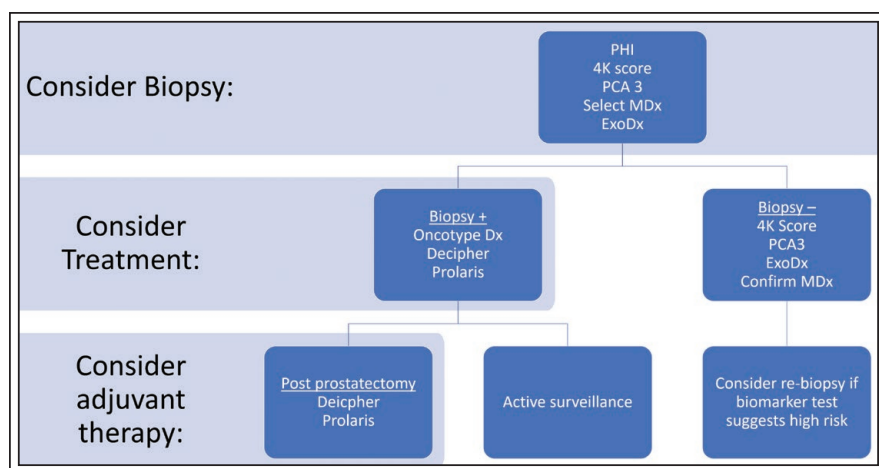 Consider Biopsy:
PHI
4K score
PCA 3
Select MDx
ExoDx
Consider
Treatment:
Biopsy +
Oncotype Dx
Decipher
Prolaris
Biopsy –
4K Score
PCA3
ExoDx
Confirm MDx
Consider
adjuvant
therapy:
Post prostatectomy
Deicpher
Prolaris
Active surveillance
Consider re-biopsy if
biomarker test
suggests high risk